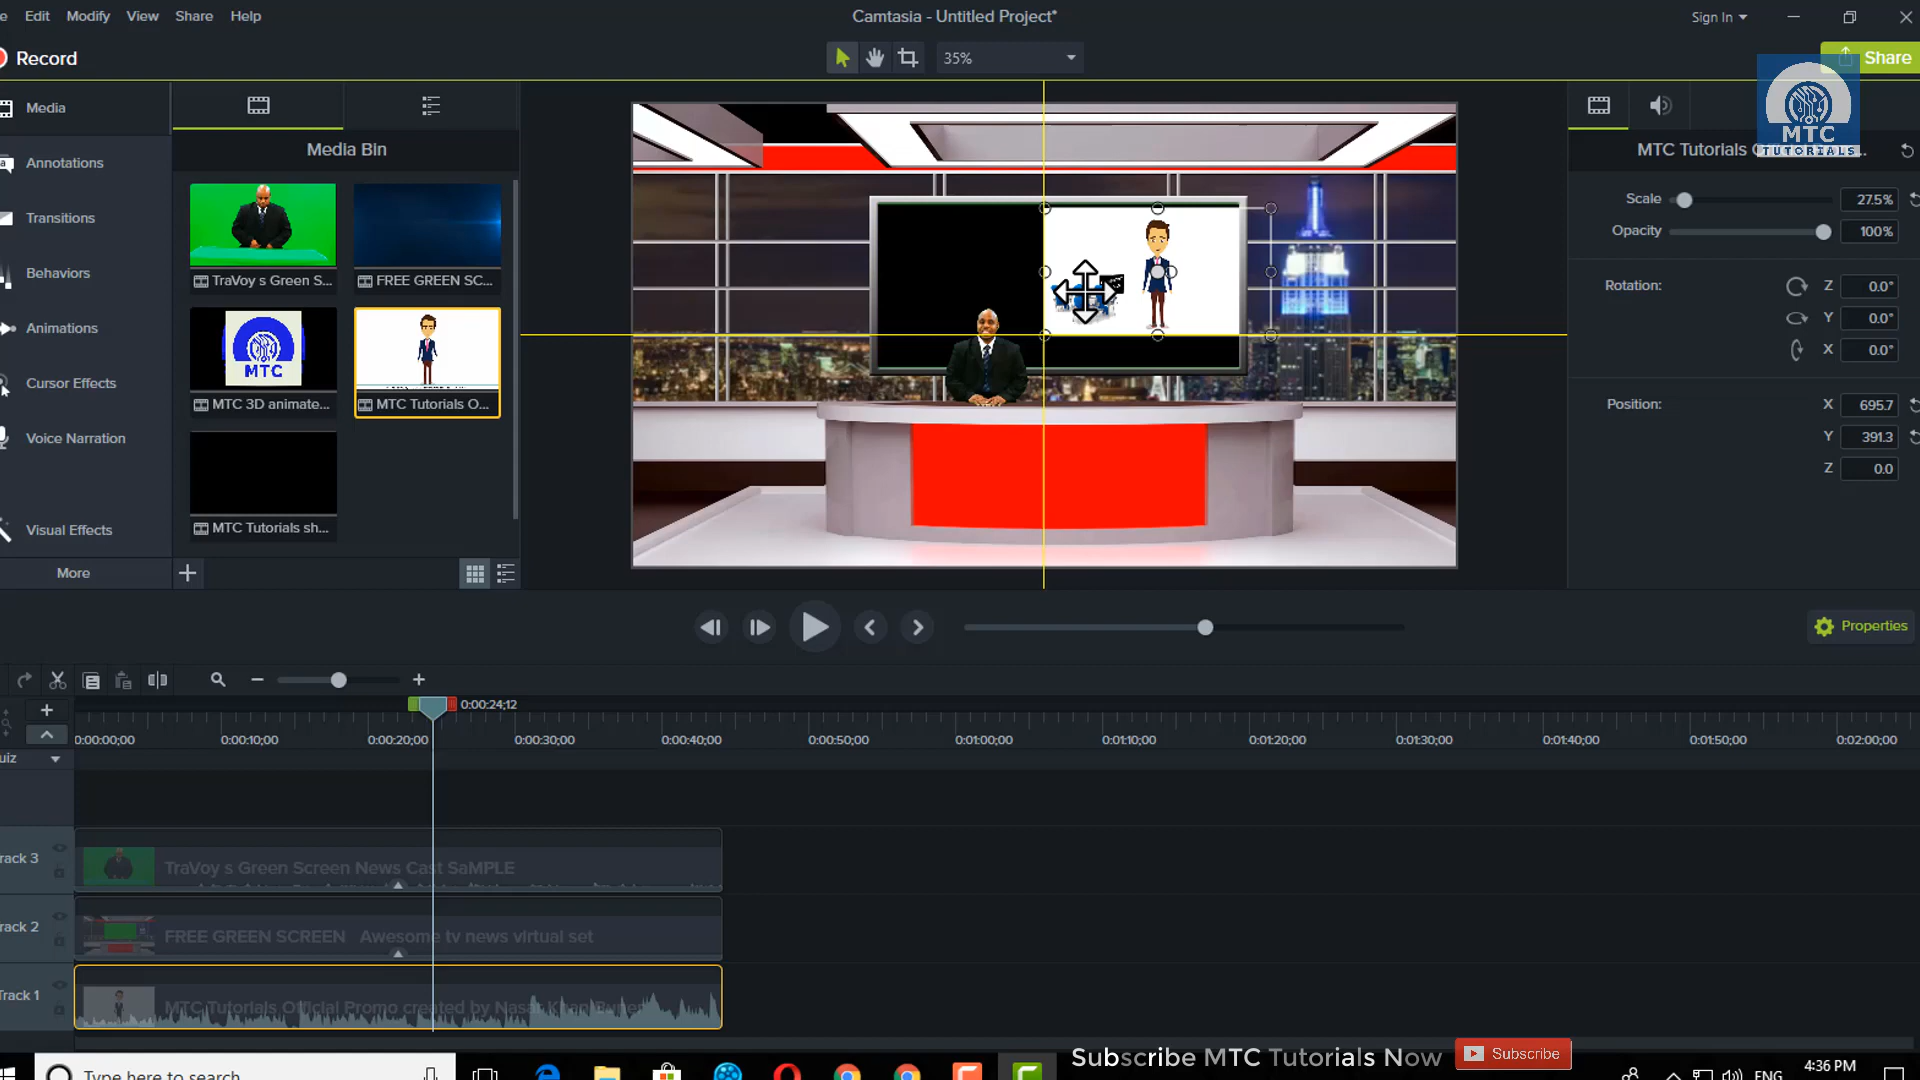 e Edit Modify View Share Help
Camtasia - Untitled Project*
Sign In
Record
35%
Share
Media
Annotations
Transitions
Behaviors
Animations
Cursor Effects
Voice Narration
Visual Effects
More
Media Bin
TraVoy s Green S...
FREE GREEN SC...
MTC
MTC 3D animate...
MTC Tutorials O...
MTC Tutorials sh...
MTC
TUTORIALS
MTC Tutorials O
Scale 27.5%
Opacity 100%
Rotation: Z 0.0°
Y 0.0°
X 0.0°
Position: X 695.7
Y 391.3
Z 0.0
Properties
0:00:24;12
0:00:00;00 0:00:10;00 0:00:20;00 0:00:30;00 0:00:40;00 0:00:50;00 0:01:00;00 0:01:10;00 0:01:20;00 0:01:30;00 0:01:40;00 0:01:50;00 0:02:00;00
uiz
rack 3
TraVoy s Green Screen News Cast SaMPLE
rack 2
FREE GREEN SCREEN Awesome tv news virtual set
rack 1
MTC Tutorials Official Promo created by Nasar Khan
Subscribe MTC Tutorials Now
Subscribe
Type here to search
ENG
4:36 PM